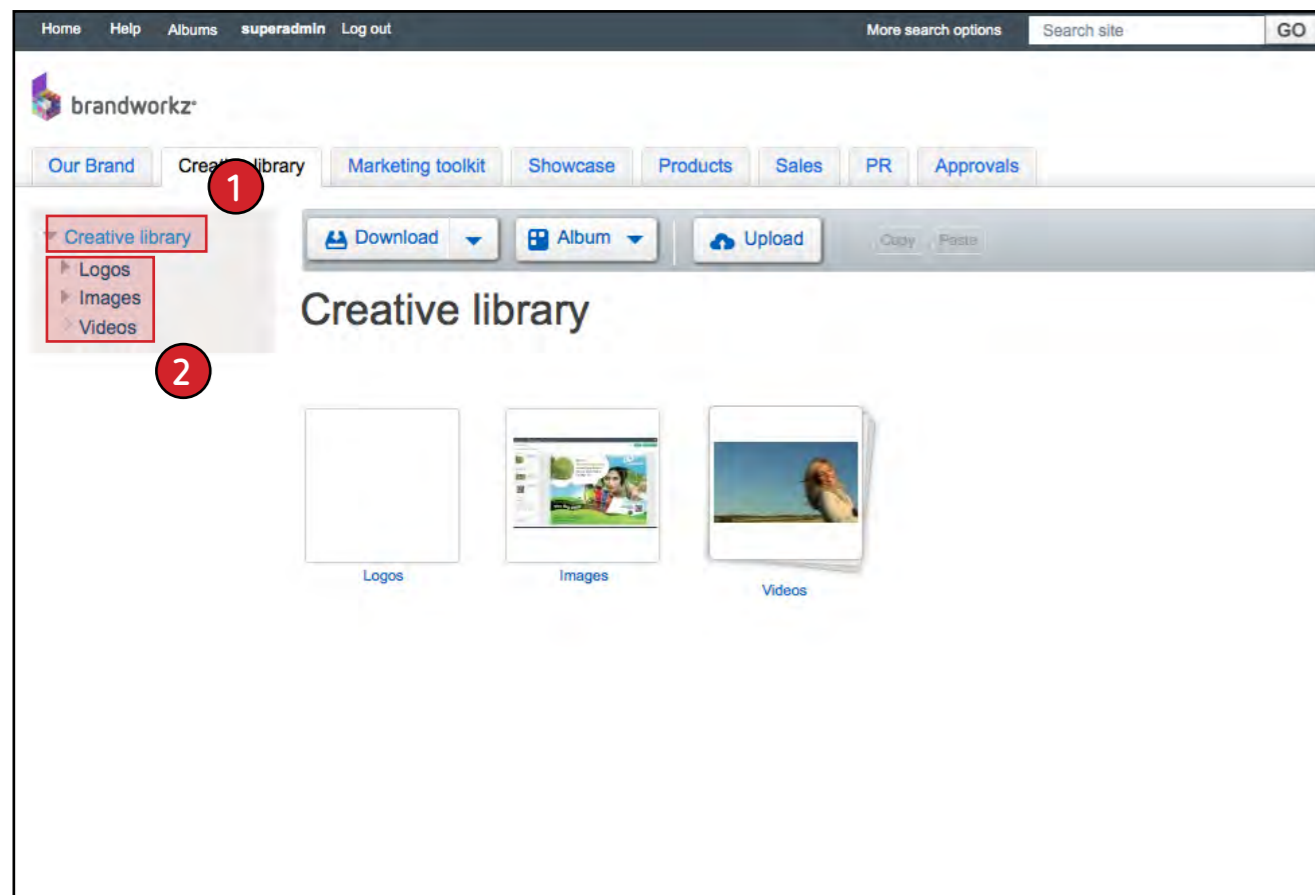 Home Help Albums superadmin Log out More search options Search site GO
brandworkz
Our Brand Creative library Marketing toolkit Showcase Products Sales PR Approvals
1
Creative library Download Album Upload Copy Paste
Logos
Images
Videos
2
Creative library
Logos Images Videos